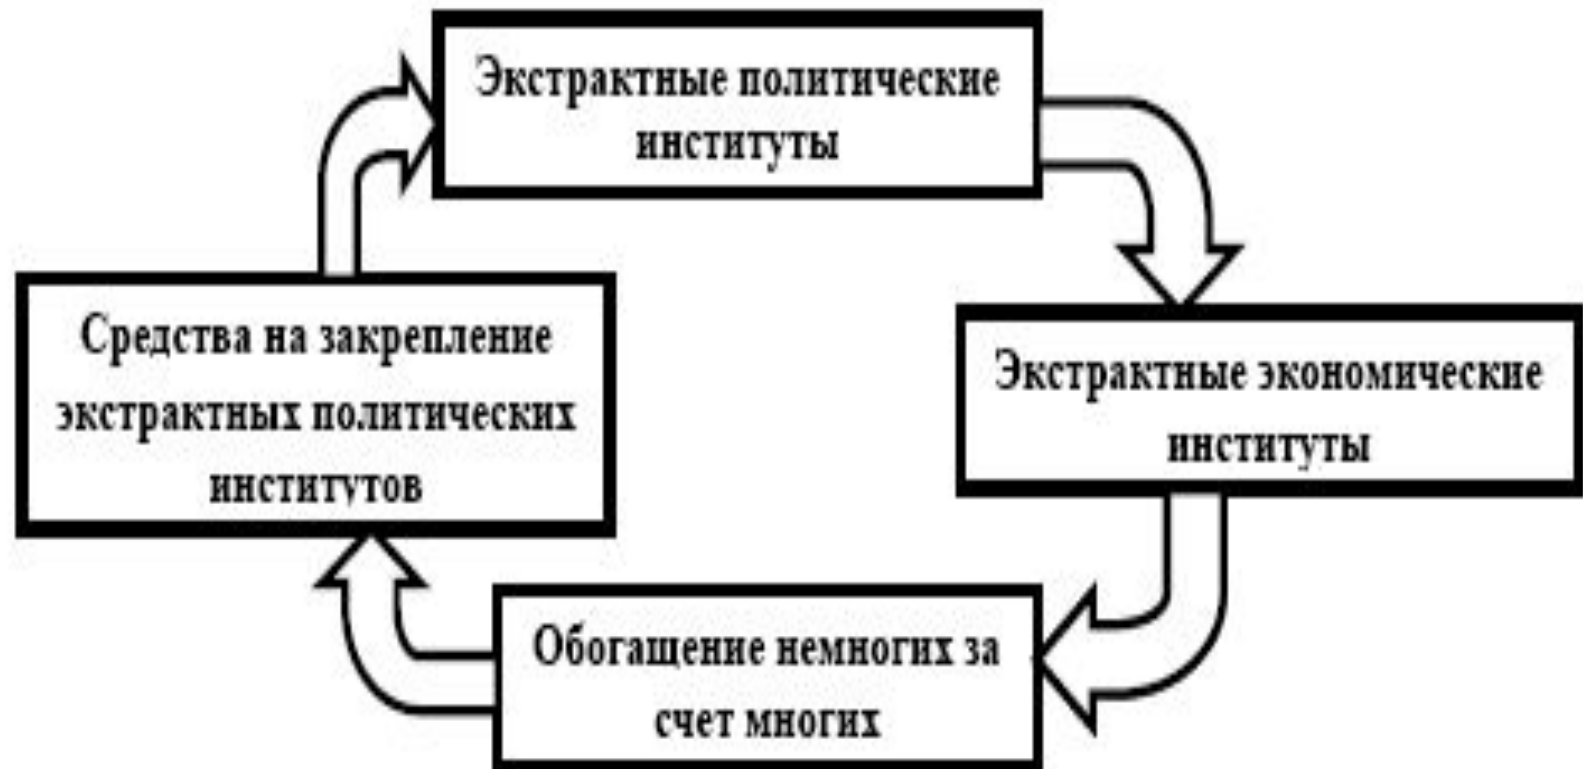 Экстрактные политические
институты
Экстрактные экономические
институты
Обогащение немногих за
счет многих
Средства на закрепление
экстрактных политических
институтов